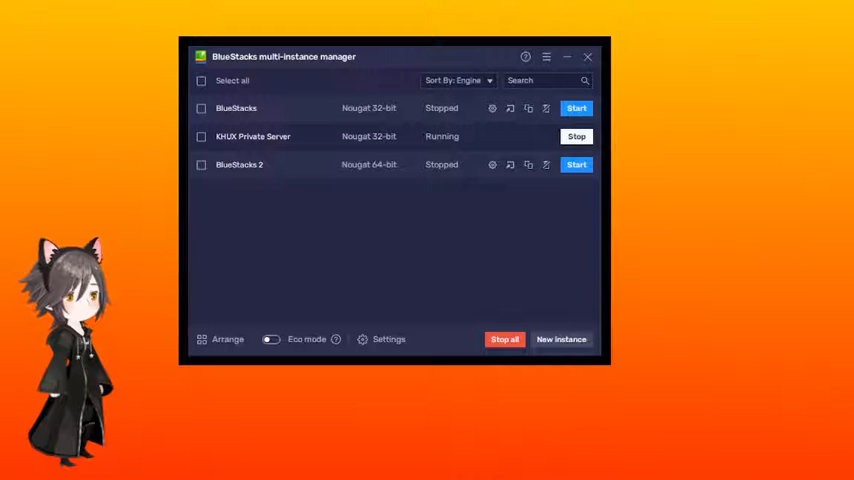 BlueStacks multi-instance manager
Select all Sort By: Engine Search
BlueStacks Nougat 32-bit Stopped Start
KHUX Private Server Nougat 32-bit Running Stop
BlueStacks 2 Nougat 64-bit Stopped Start
Arrange Eco mode ? Settings Stop all New instance